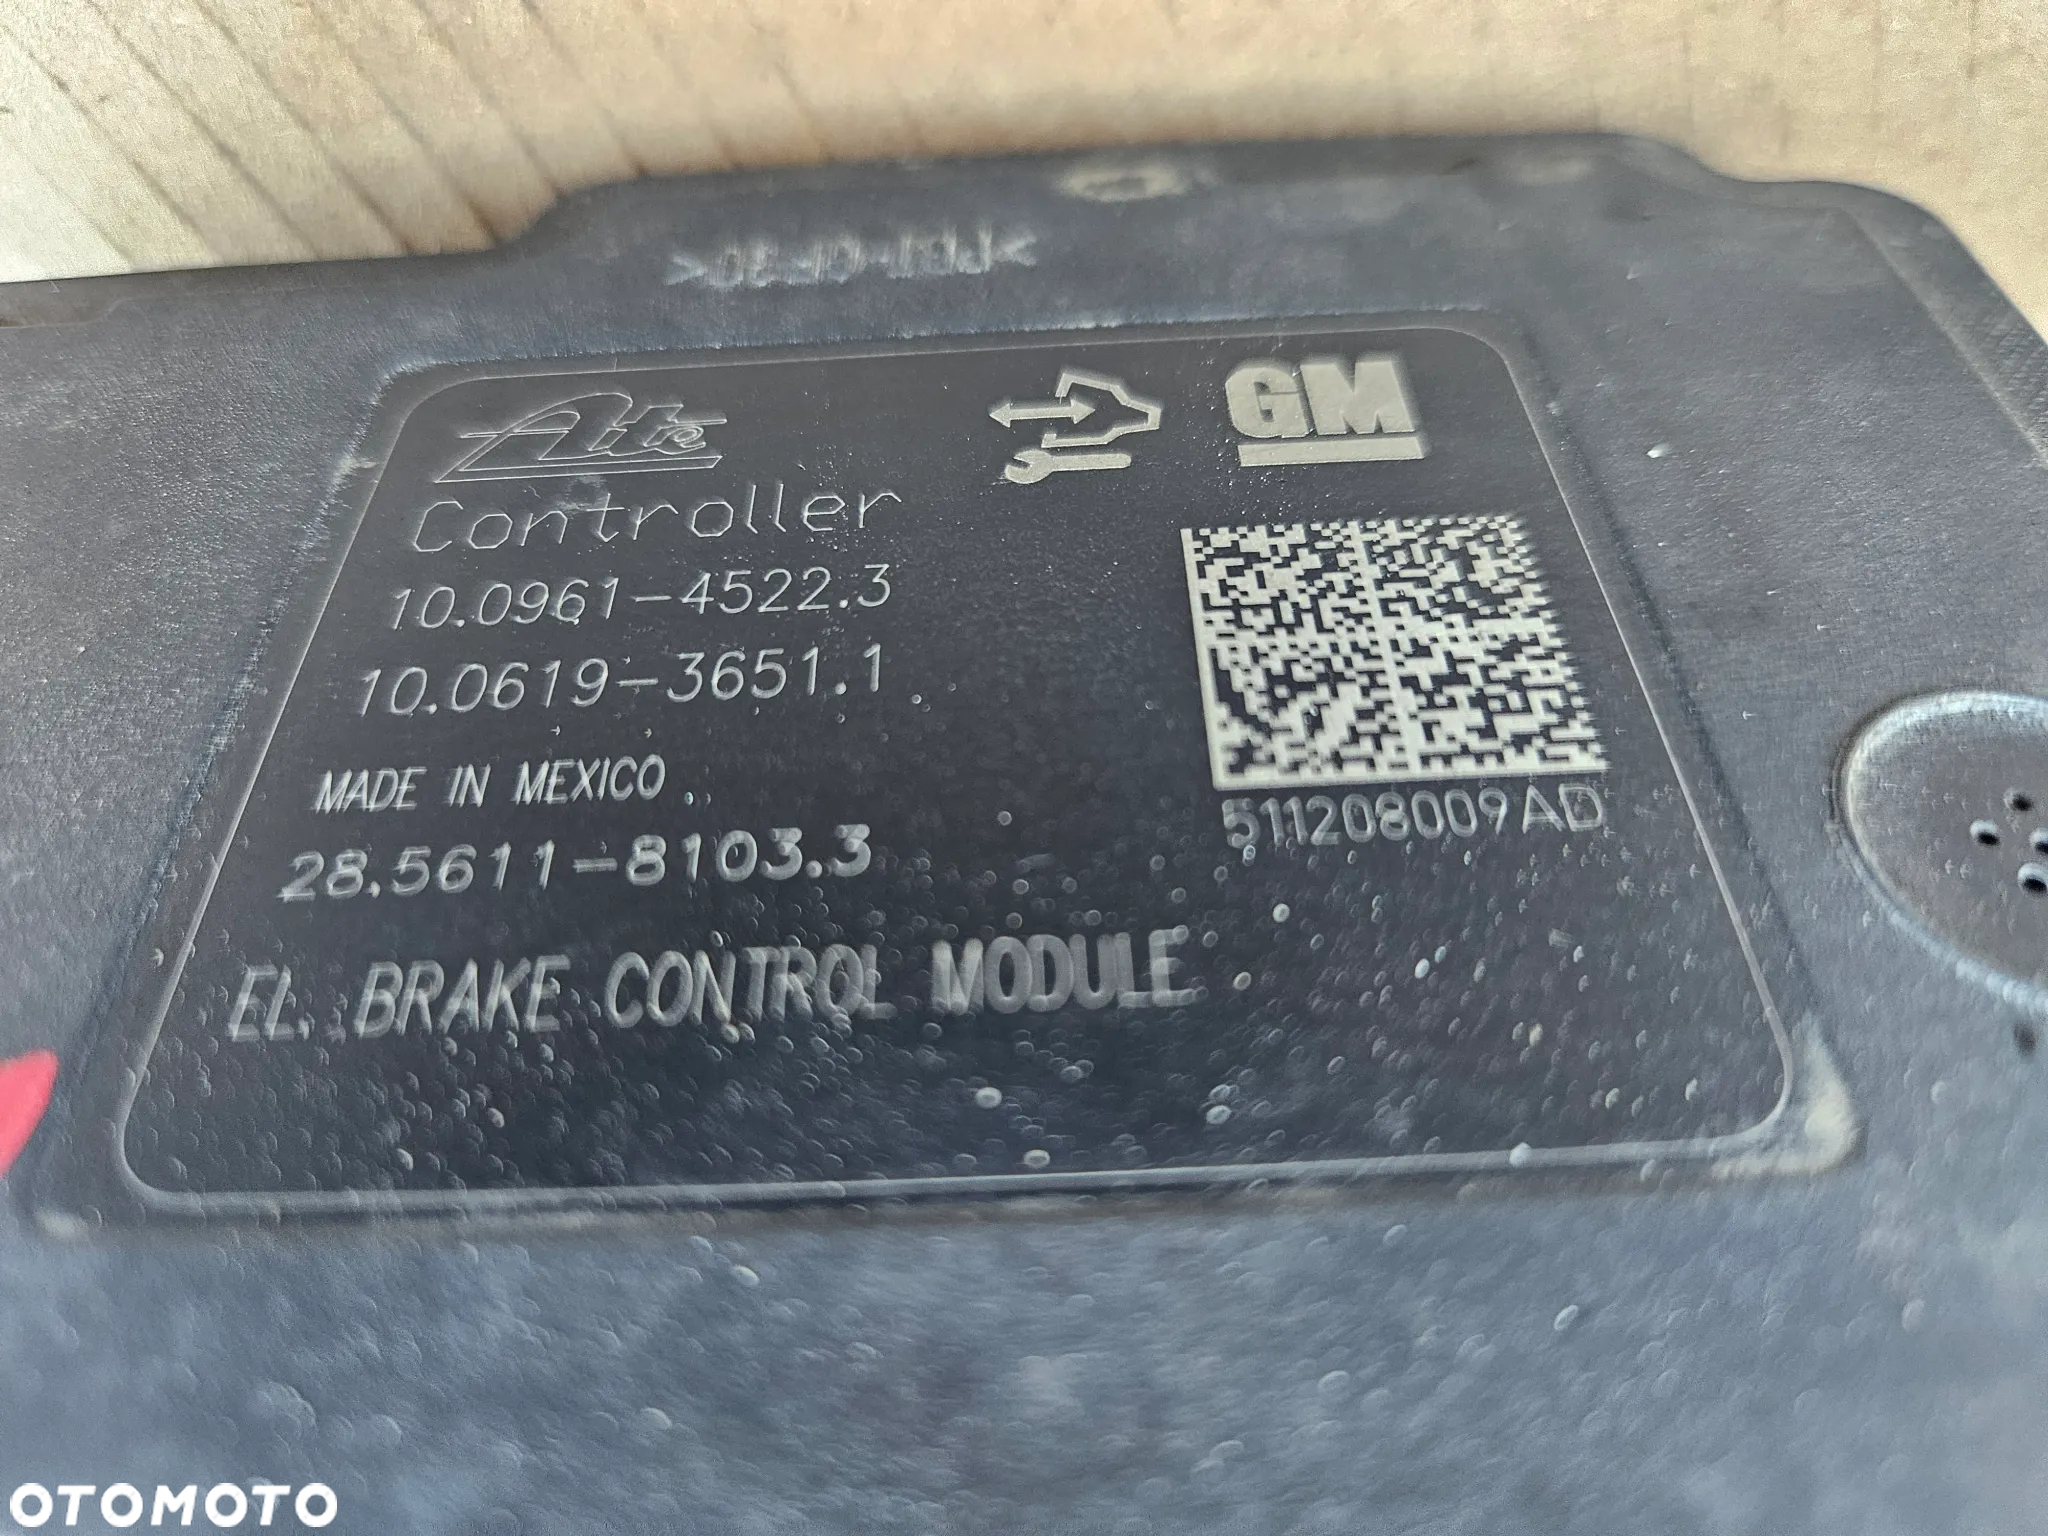 Ate
GM
Controller
10.0961-4522.3
10.0619-3651.1
MADE IN MEXICO
28.5611-8103.3
511208009AD
EL. BRAKE CONTROL MODULE
OTOMOTO